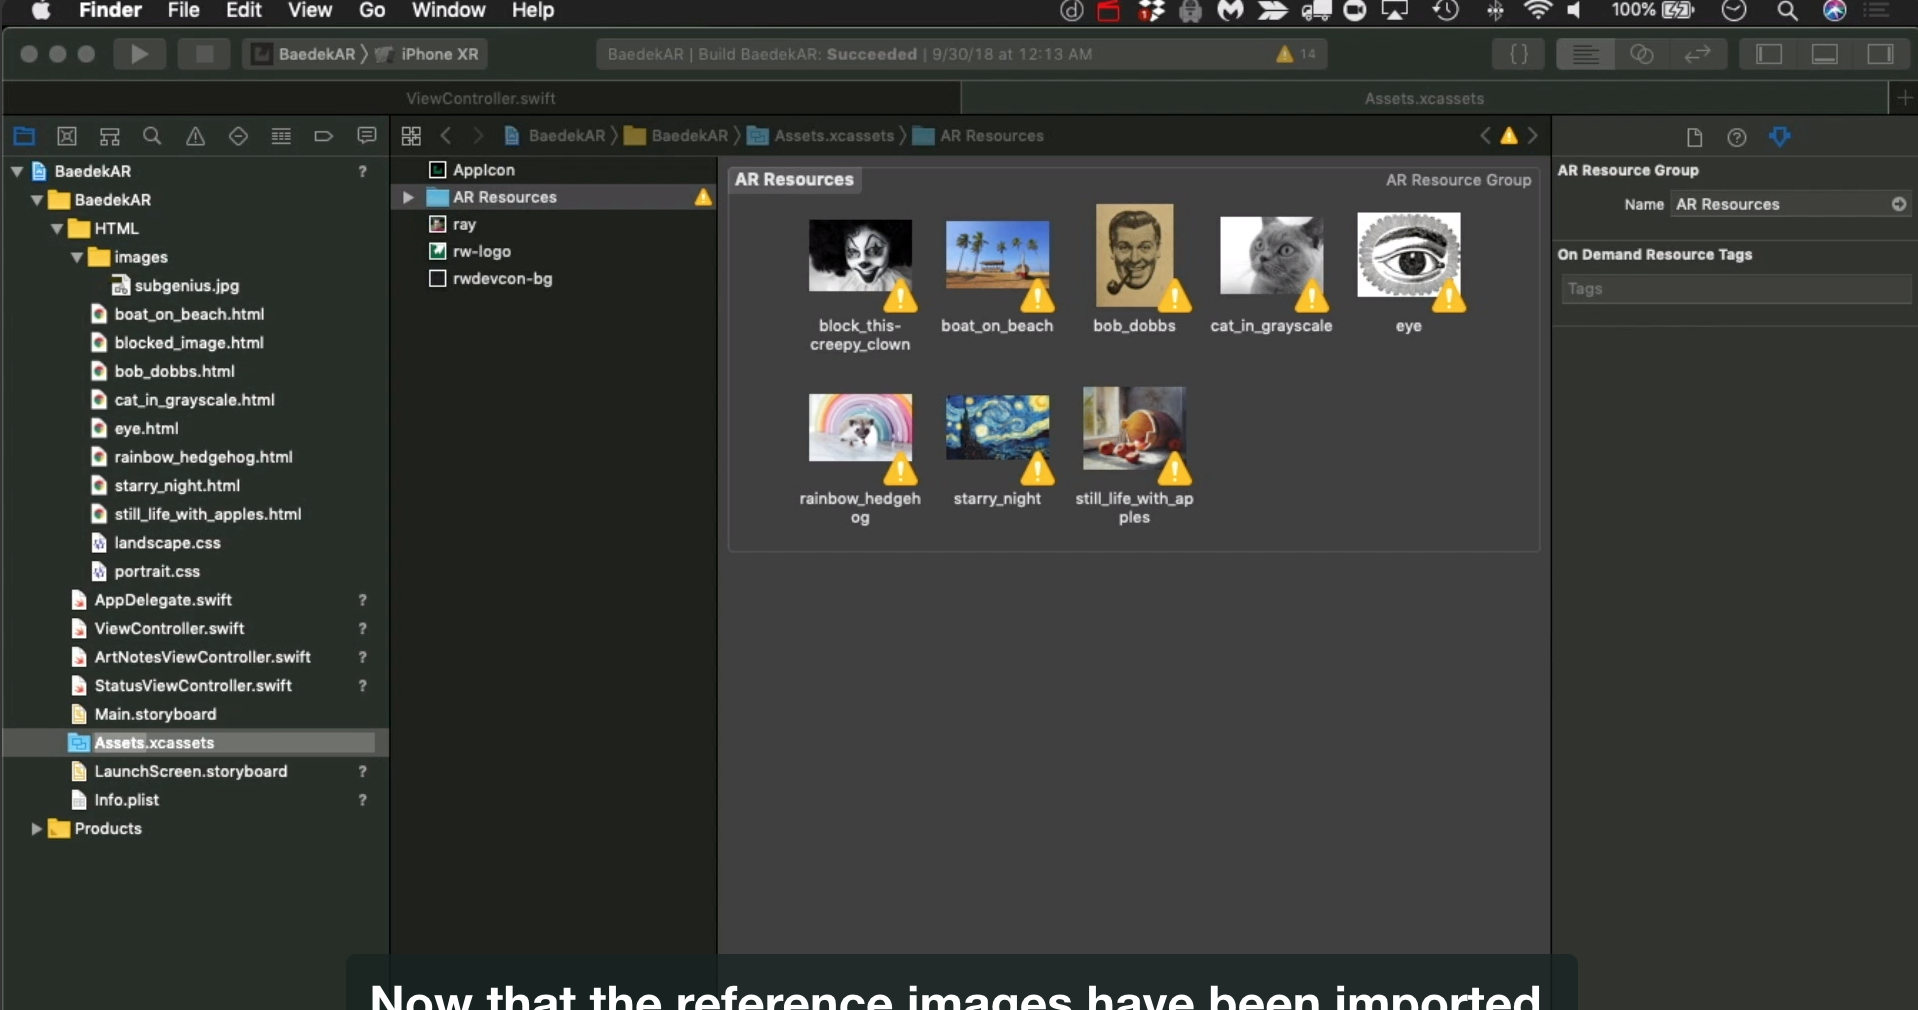 Finder File Edit View Go Window Help 100%
BaedekAR iPhone XR BaedekAR | Build BaedekAR: Succeeded | 9/30/18 at 12:13 AM 14 { }
ViewController.swift Assets.xcassets +
BaedekAR BaedekAR Assets.xcassets AR Resources
BaedekAR ?
BaedekAR
HTML
images
subgenius.jpg
boat_on_beach.html
blocked_image.html
bob_dobbs.html
cat_in_grayscale.html
eye.html
rainbow_hedgehog.html
starry_night.html
still_life_with_apples.html
landscape.css
portrait.css
AppDelegate.swift ?
ViewController.swift ?
ArtNotesViewController.swift ?
StatusViewController.swift ?
Main.storyboard
Assets.xcassets
LaunchScreen.storyboard ?
Info.plist ?
Products
AppIcon
AR Resources
ray
rw-logo
rwdevcon-bg
AR Resources AR Resource Group
block_this-
creepy_clown
boat_on_beach
bob_dobbs
cat_in_grayscale
eye
rainbow_hedgeh
og
starry_night
still_life_with_ap
ples
AR Resource Group
Name AR Resources
On Demand Resource Tags
Tags
Now that the reference images have been imported